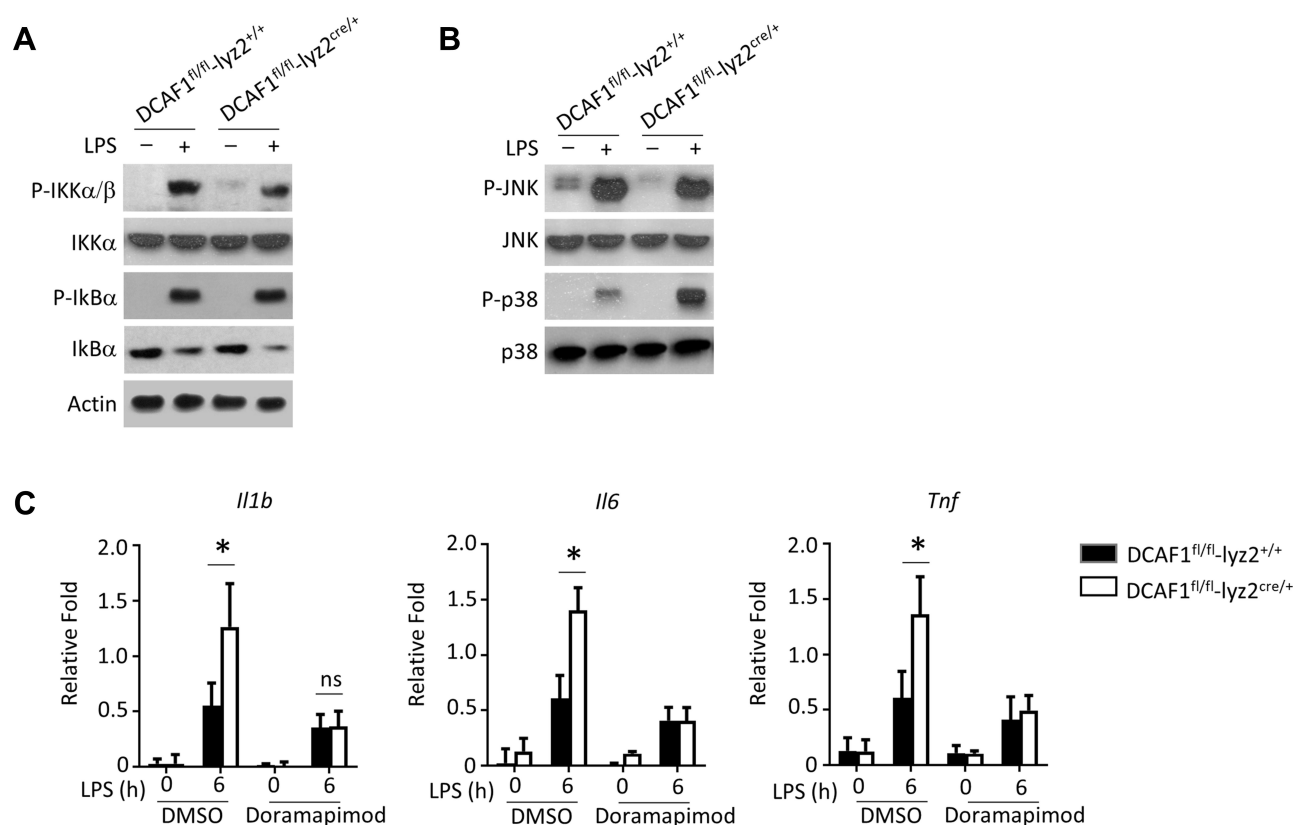 A
DCAF1fl/fl-lyz2+/+
DCAF1fl/fl-lyz2cre/+
LPS − + − +
P-IKKα/β
IKKα
P-IkBα
IkBα
Actin
B
DCAF1fl/fl-lyz2+/+
DCAF1fl/fl-lyz2cre/+
LPS − + − +
P-JNK
JNK
P-p38
p38
C
Il1b
Relative Fold
2.0
1.5
1.0
0.5
0
*
ns
LPS (h) 0 6 0 6
DMSO Doramapimod
Il6
Relative Fold
2.0
1.5
1.0
0.5
0
*
LPS (h) 0 6 0 6
DMSO Doramapimod
Tnf
Relative Fold
2.0
1.5
1.0
0.5
0
*
LPS (h) 0 6 0 6
DMSO Doramapimod
DCAF1fl/fl-lyz2+/+
DCAF1fl/fl-lyz2cre/+